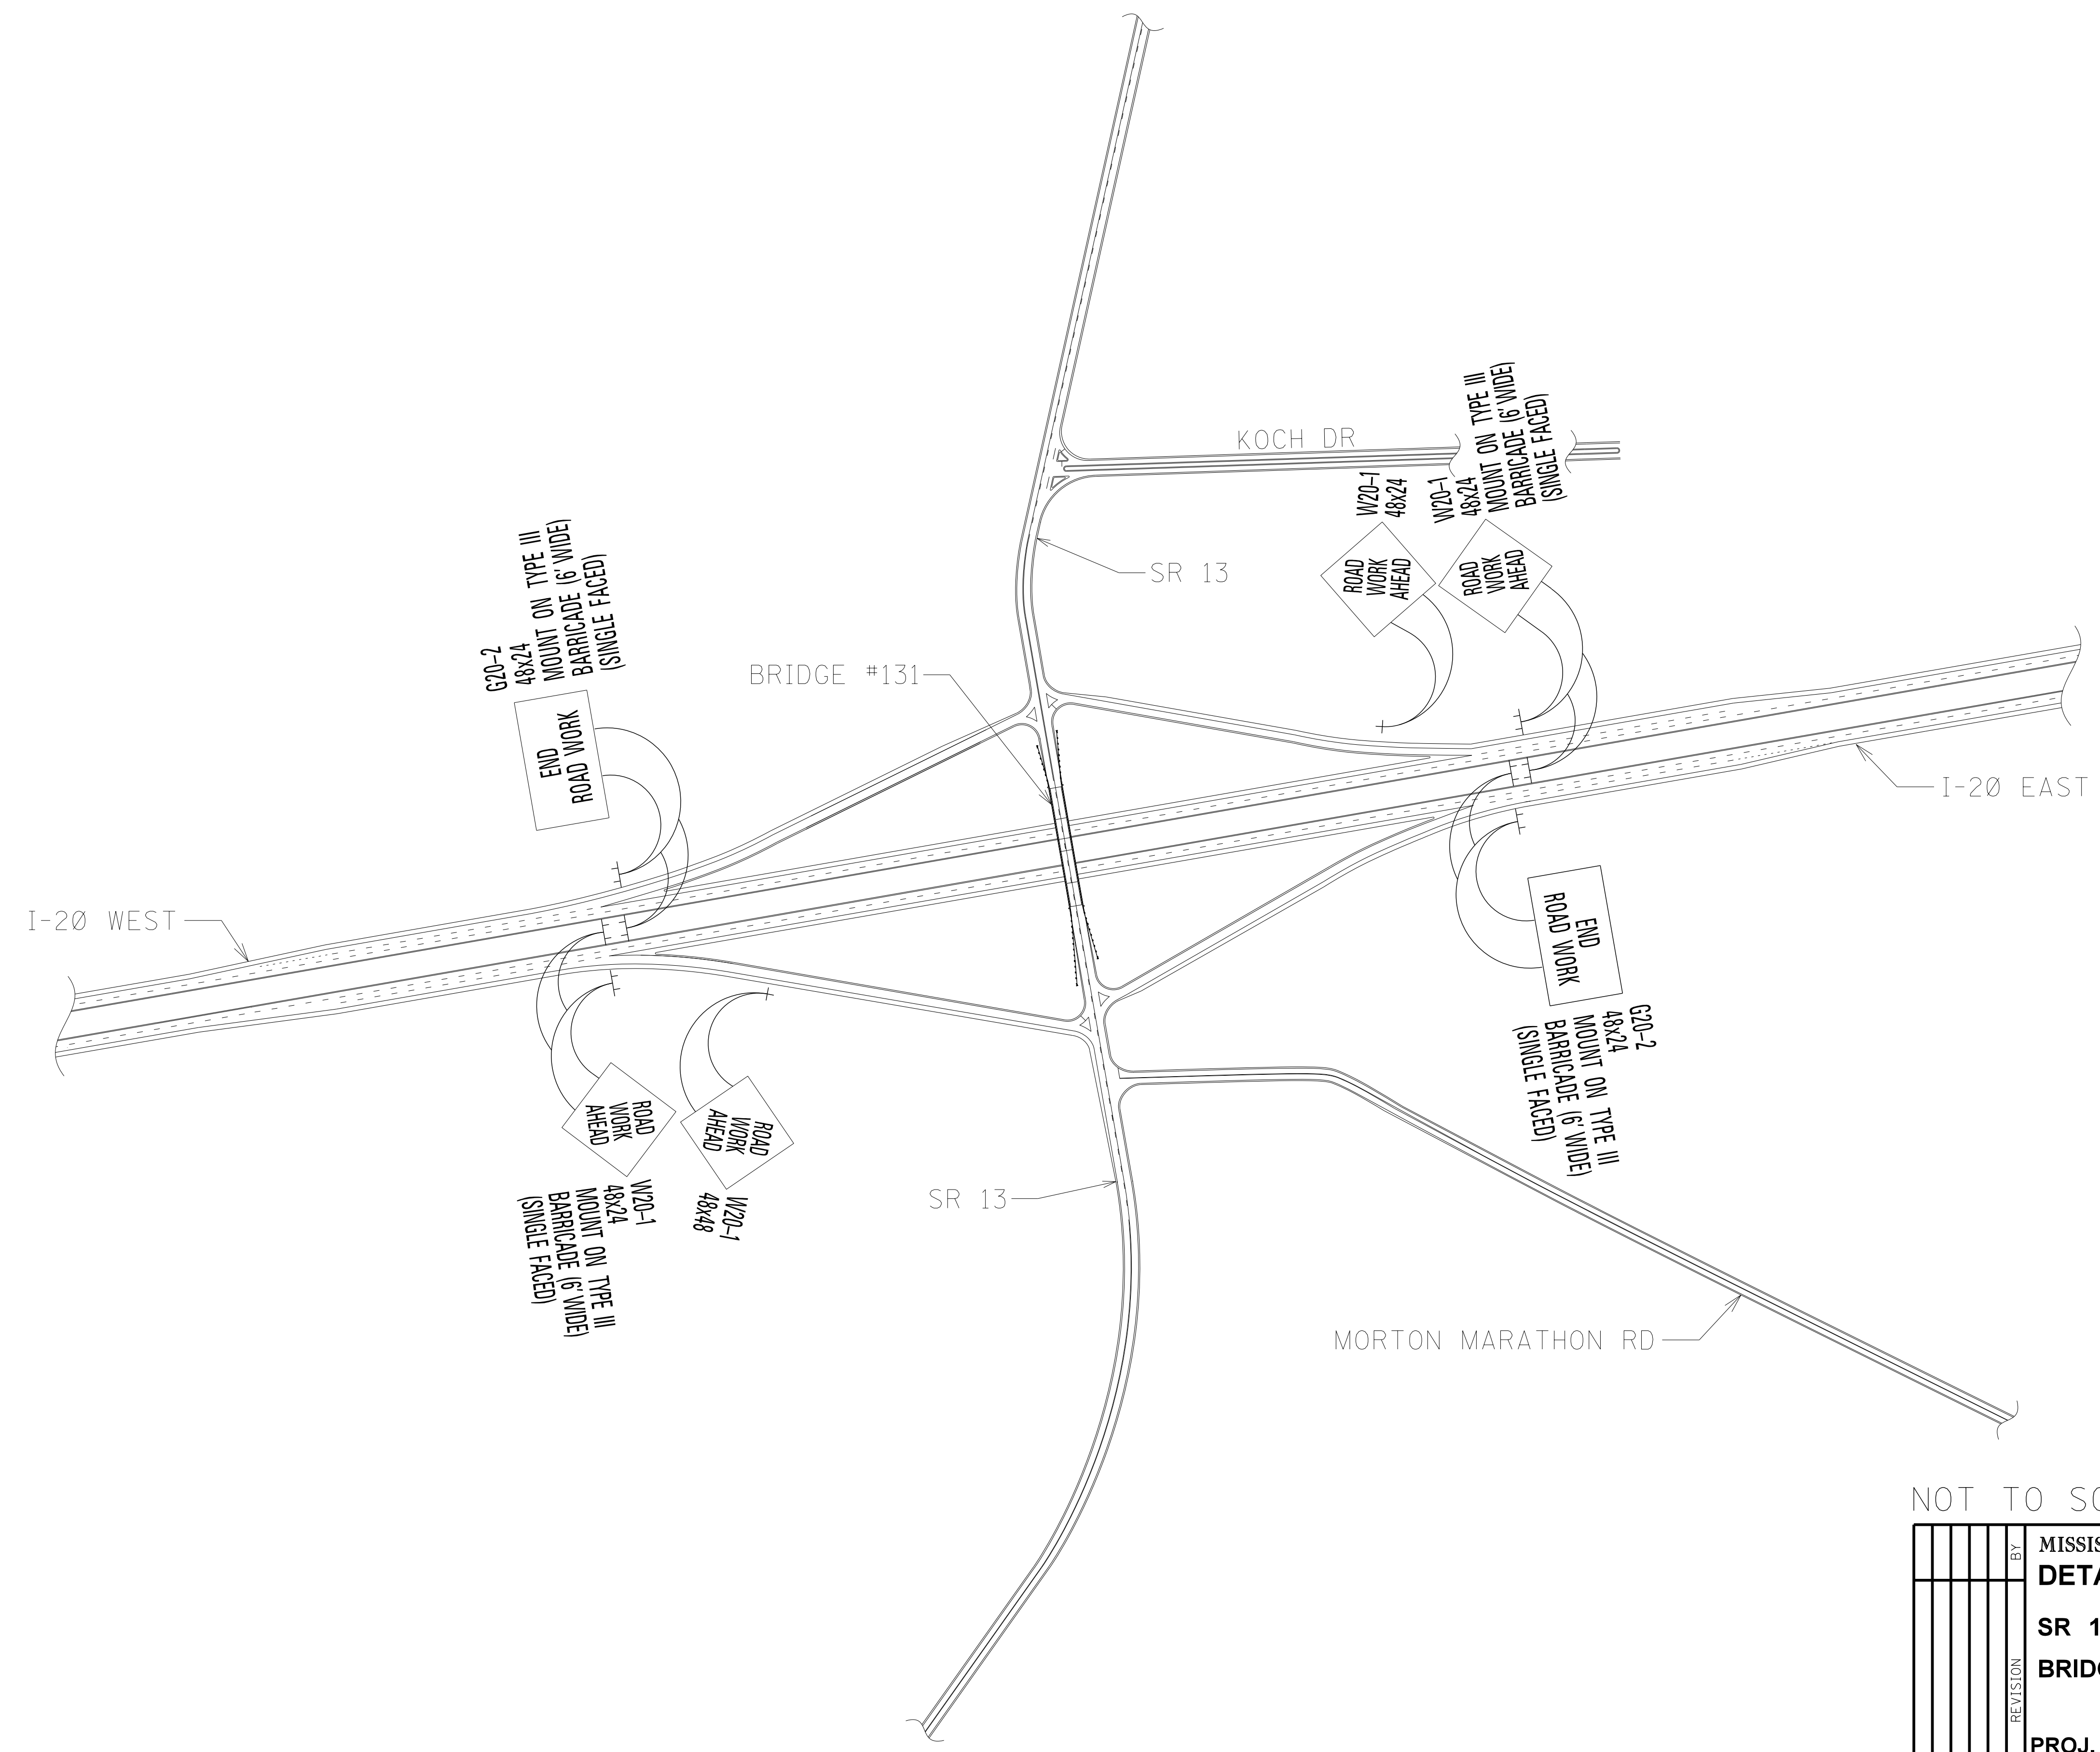 KOCH DR
W20-1
48x24
W20-1
48x24
MOUNT ON TYPE III
BARRICADE (6' WIDE)
(SINGLE FACED)
ROAD
WORK
AHEAD
ROAD
WORK
AHEAD
SR 13
G20-2
48x24
MOUNT ON TYPE III
BARRICADE (6' WIDE)
(SINGLE FACED)
END
ROAD WORK
BRIDGE #131
I-20 EAST
I-20 WEST
END
ROAD WORK
G20-2
48x24
MOUNT ON TYPE III
BARRICADE (6' WIDE)
(SINGLE FACED)
ROAD
WORK
AHEAD
W20-1
48x24
MOUNT ON TYPE III
BARRICADE (6' WIDE)
(SINGLE FACED)
ROAD
WORK
AHEAD
W20-1
48x48
SR 13
MORTON MARATHON RD
NOT TO SC
BY
REVISION
MISSIS
DETA
SR 1
BRIDG
PROJ.